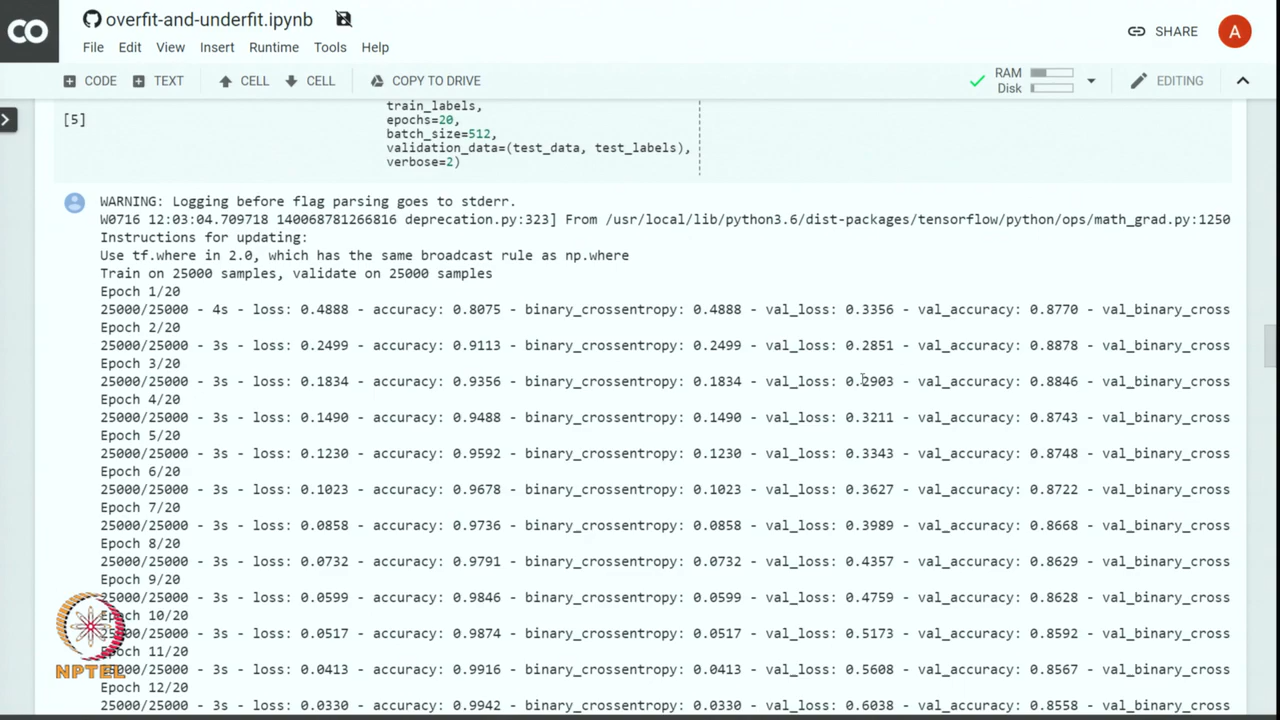 CO
overfit-and-underfit.ipynb
File Edit View Insert Runtime Tools Help
SHARE
A
CODE TEXT CELL CELL COPY TO DRIVE
RAM
Disk
EDITING
train_labels,
[5]
epochs=20,
batch_size=512,
validation_data=(test_data, test_labels),
verbose=2)
WARNING: Logging before flag parsing goes to stderr.
W0716 12:03:04.709718 140068781266816 deprecation.py:323] From /usr/local/lib/python3.6/dist-packages/tensorflow/python/ops/math_grad.py:1250
Instructions for updating:
Use tf.where in 2.0, which has the same broadcast rule as np.where
Train on 25000 samples, validate on 25000 samples
Epoch 1/20
25000/25000 - 4s - loss: 0.4888 - accuracy: 0.8075 - binary_crossentropy: 0.4888 - val_loss: 0.3356 - val_accuracy: 0.8770 - val_binary_cross
Epoch 2/20
25000/25000 - 3s - loss: 0.2499 - accuracy: 0.9113 - binary_crossentropy: 0.2499 - val_loss: 0.2851 - val_accuracy: 0.8878 - val_binary_cross
Epoch 3/20
25000/25000 - 3s - loss: 0.1834 - accuracy: 0.9356 - binary_crossentropy: 0.1834 - val_loss: 0.2903 - val_accuracy: 0.8846 - val_binary_cross
Epoch 4/20
25000/25000 - 3s - loss: 0.1490 - accuracy: 0.9488 - binary_crossentropy: 0.1490 - val_loss: 0.3211 - val_accuracy: 0.8743 - val_binary_cross
Epoch 5/20
25000/25000 - 3s - loss: 0.1230 - accuracy: 0.9592 - binary_crossentropy: 0.1230 - val_loss: 0.3343 - val_accuracy: 0.8748 - val_binary_cross
Epoch 6/20
25000/25000 - 3s - loss: 0.1023 - accuracy: 0.9678 - binary_crossentropy: 0.1023 - val_loss: 0.3627 - val_accuracy: 0.8722 - val_binary_cross
Epoch 7/20
25000/25000 - 3s - loss: 0.0858 - accuracy: 0.9736 - binary_crossentropy: 0.0858 - val_loss: 0.3989 - val_accuracy: 0.8668 - val_binary_cross
Epoch 8/20
25000/25000 - 3s - loss: 0.0732 - accuracy: 0.9791 - binary_crossentropy: 0.0732 - val_loss: 0.4357 - val_accuracy: 0.8629 - val_binary_cross
Epoch 9/20
25000/25000 - 3s - loss: 0.0599 - accuracy: 0.9846 - binary_crossentropy: 0.0599 - val_loss: 0.4759 - val_accuracy: 0.8628 - val_binary_cross
Epoch 10/20
25000/25000 - 3s - loss: 0.0517 - accuracy: 0.9874 - binary_crossentropy: 0.0517 - val_loss: 0.5173 - val_accuracy: 0.8592 - val_binary_cross
Epoch 11/20
25000/25000 - 3s - loss: 0.0413 - accuracy: 0.9916 - binary_crossentropy: 0.0413 - val_loss: 0.5608 - val_accuracy: 0.8567 - val_binary_cross
NPTEL
Epoch 12/20
25000/25000 - 3s - loss: 0.0330 - accuracy: 0.9942 - binary_crossentropy: 0.0330 - val_loss: 0.6038 - val_accuracy: 0.8558 - val_binary_cross